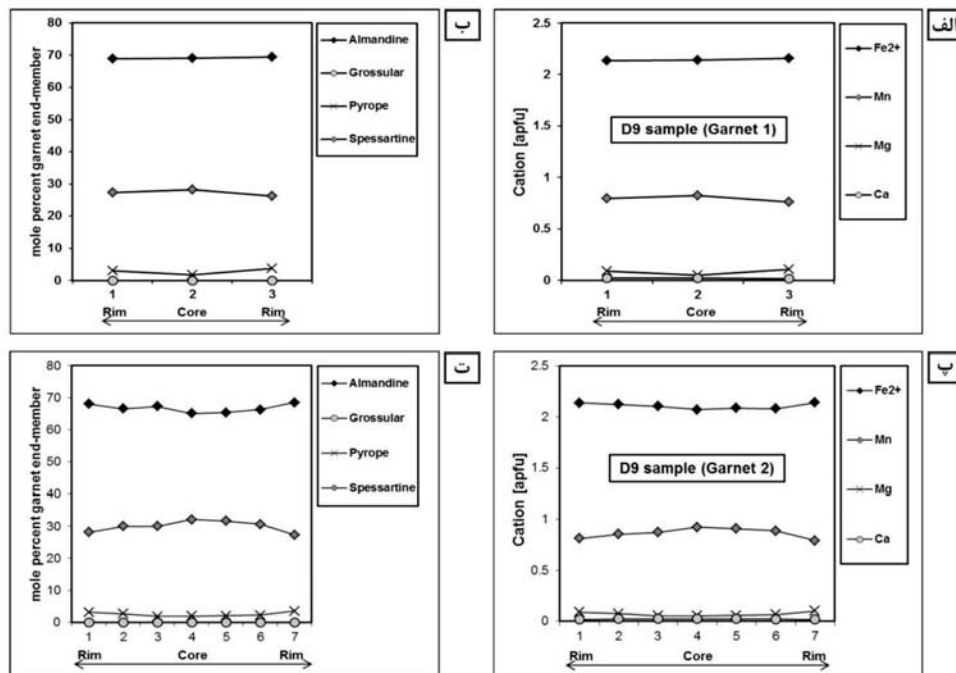 الف
Cation [apfu]
2.5
2
1.5
1
0.5
0
D9 sample (Garnet 1)
1 2 3
Rim Core Rim
Fe2+
Mn
Mg
Ca
ب
mole percent garnet end-member
80
70
60
50
40
30
20
10
0
1 2 3
Rim Core Rim
Almandine
Grossular
Pyrope
Spessartine
پ
Cation [apfu]
2.5
2
1.5
1
0.5
0
D9 sample (Garnet 2)
1 2 3 4 5 6 7
Rim Core Rim
Fe2+
Mn
Mg
Ca
ت
mole percent garnet end-member
80
70
60
50
40
30
20
10
0
1 2 3 4 5 6 7
Rim Core Rim
Almandine
Grossular
Pyrope
Spessartine